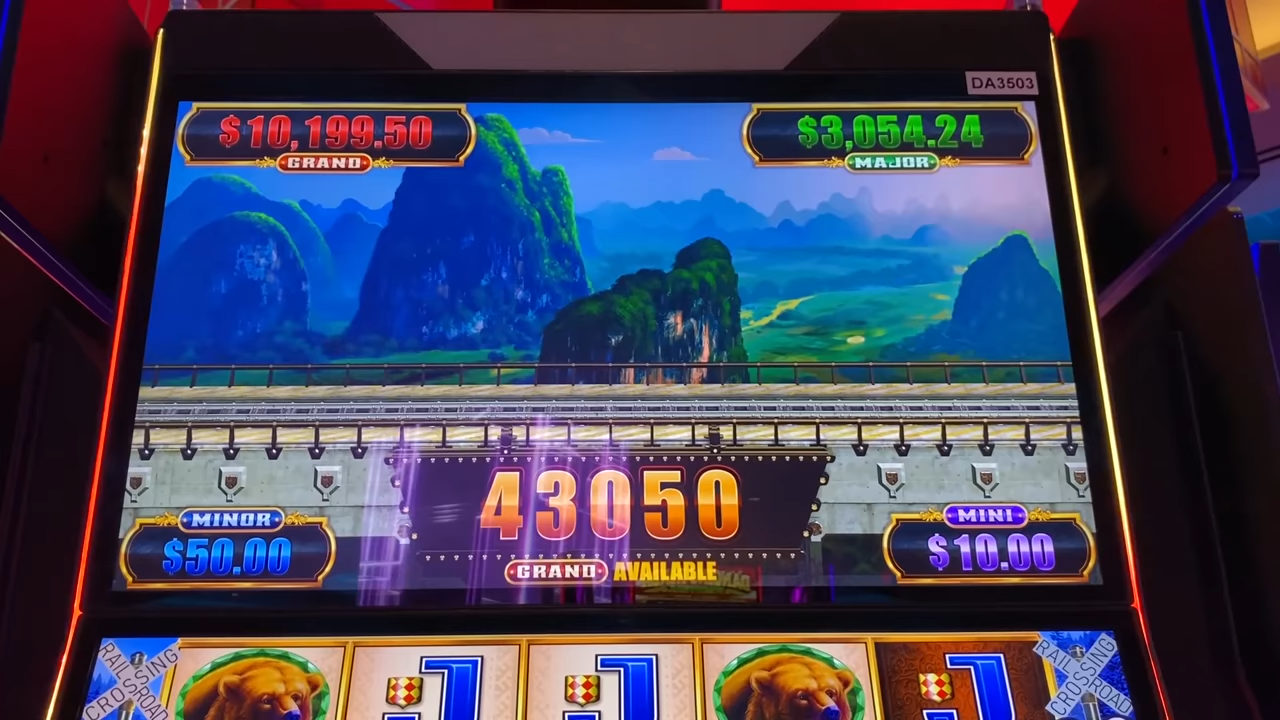 DA3503
$10,199.50
GRAND
$3,054.24
MAJOR
43050
MINOR
$50.00
MINI
$10.00
GRAND AVAILABLE
RAILROAD
CROSSING
J
J
J
RAILROAD
CROSSING